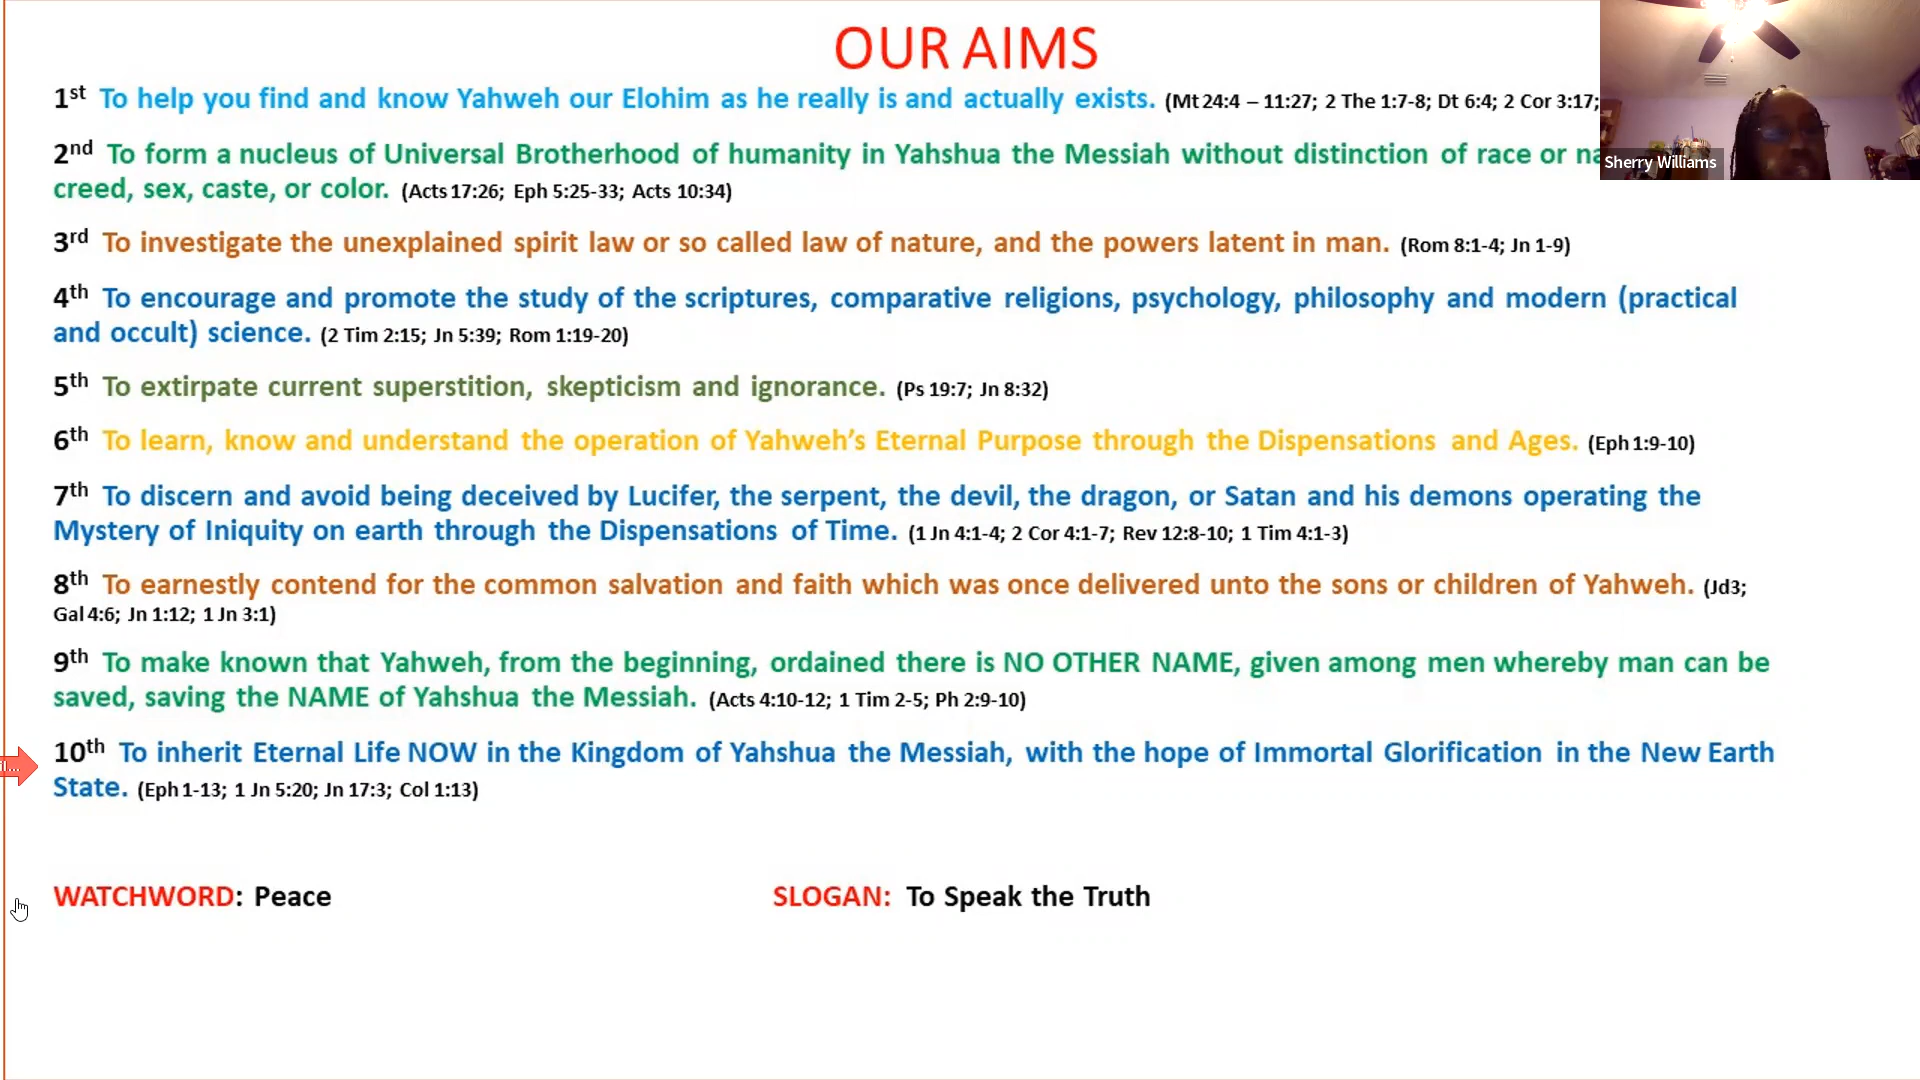 OUR AIMS
1st To help you find and know Yahweh our Elohim as he really is and actually exists. (Mt 24:4 – 11:27; 2 The 1:7-8; Dt 6:4; 2 Cor 3:17;
2nd To form a nucleus of Universal Brotherhood of humanity in Yahshua the Messiah without distinction of race or
creed, sex, caste, or color. (Acts 17:26; Eph 5:25-33; Acts 10:34)
Sherry Williams
3rd To investigate the unexplained spirit law or so called law of nature, and the powers latent in man. (Rom 8:1-4; Jn 1-9)
4th To encourage and promote the study of the scriptures, comparative religions, psychology, philosophy and modern (practical
and occult) science. (2 Tim 2:15; Jn 5:39; Rom 1:19-20)
5th To extirpate current superstition, skepticism and ignorance. (Ps 19:7; Jn 8:32)
6th To learn, know and understand the operation of Yahweh’s Eternal Purpose through the Dispensations and Ages. (Eph 1:9-10)
7th To discern and avoid being deceived by Lucifer, the serpent, the devil, the dragon, or Satan and his demons operating the
Mystery of Iniquity on earth through the Dispensations of Time. (1 Jn 4:1-4; 2 Cor 4:1-7; Rev 12:8-10; 1 Tim 4:1-3)
8th To earnestly contend for the common salvation and faith which was once delivered unto the sons or children of Yahweh. (Jd3;
Gal 4:6; Jn 1:12; 1 Jn 3:1)
9th To make known that Yahweh, from the beginning, ordained there is NO OTHER NAME, given among men whereby man can be
saved, saving the NAME of Yahshua the Messiah. (Acts 4:10-12; 1 Tim 2-5; Ph 2:9-10)
10th To inherit Eternal Life NOW in the Kingdom of Yahshua the Messiah, with the hope of Immortal Glorification in the New Earth
State. (Eph 1-13; 1 Jn 5:20; Jn 17:3; Col 1:13)
WATCHWORD: Peace
SLOGAN: To Speak the Truth